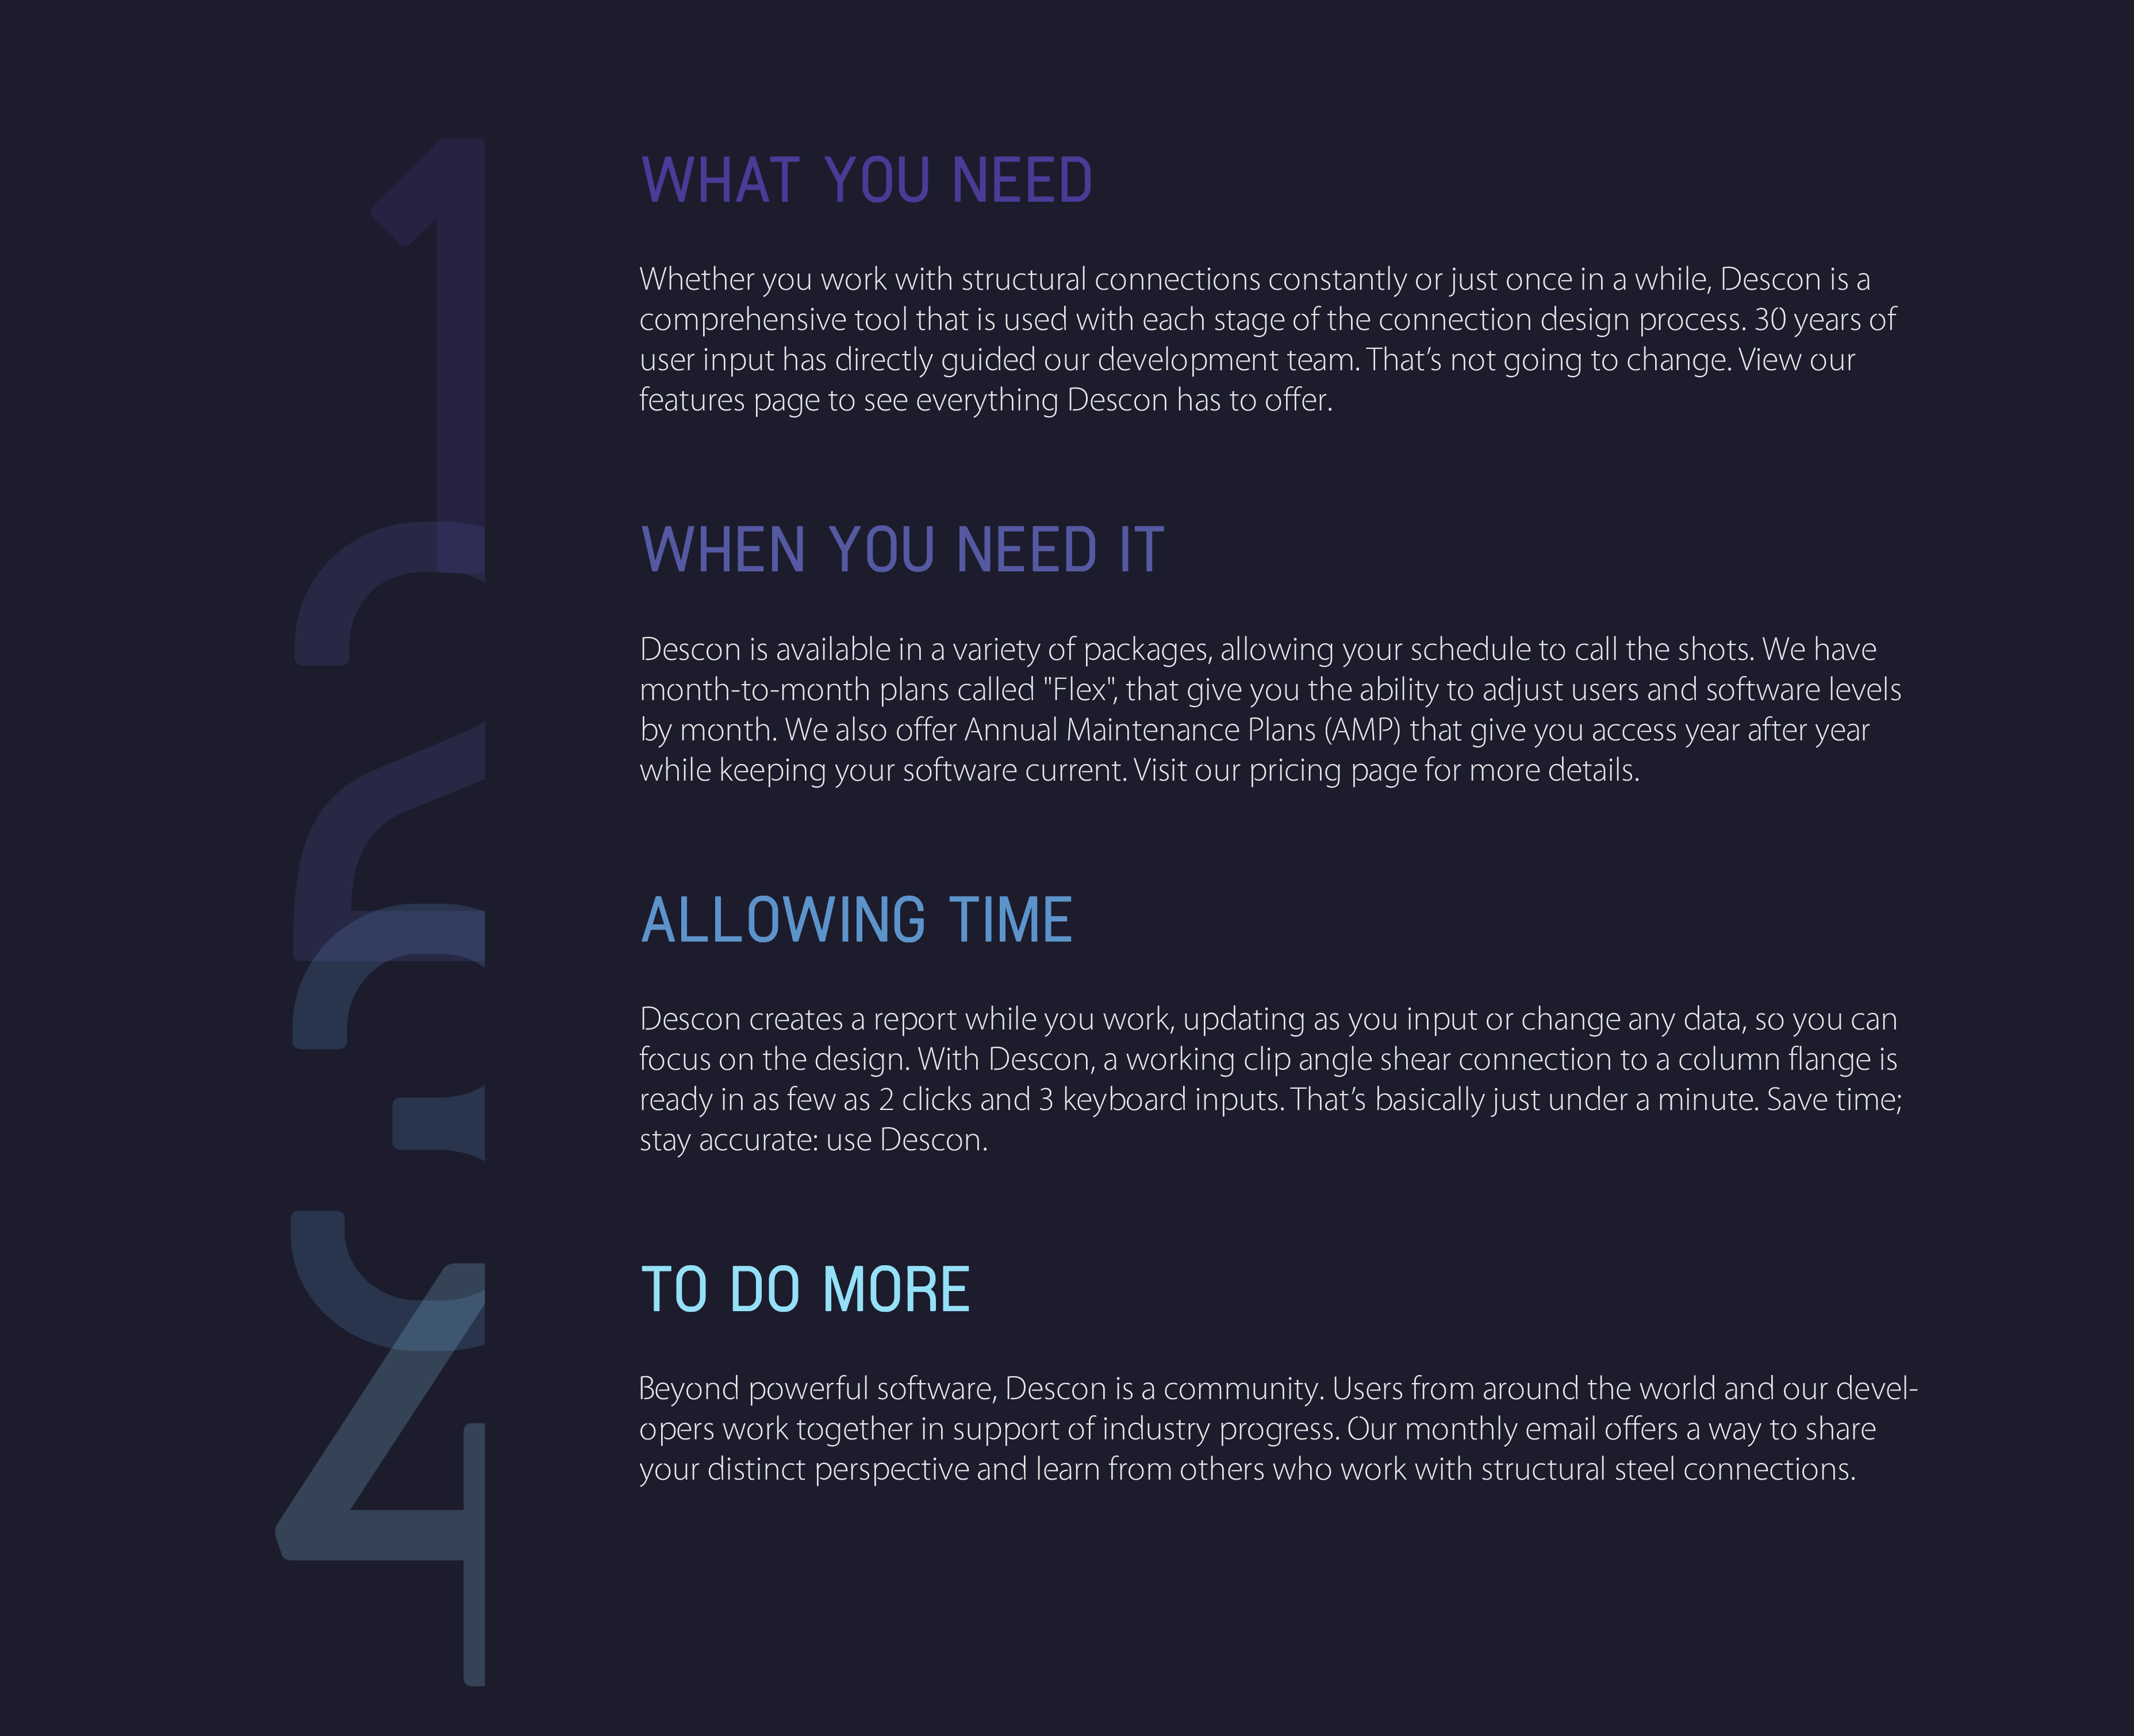 1
WHAT YOU NEED
Whether you work with structural connections constantly or just once in a while, Descon is a
comprehensive tool that is used with each stage of the connection design process. 30 years of
user input has directly guided our development team. That’s not going to change. View our
features page to see everything Descon has to offer.
2
WHEN YOU NEED IT
Descon is available in a variety of packages, allowing your schedule to call the shots. We have
month-to-month plans called "Flex", that give you the ability to adjust users and software levels
by month. We also offer Annual Maintenance Plans (AMP) that give you access year after year
while keeping your software current. Visit our pricing page for more details.
3
ALLOWING TIME
Descon creates a report while you work, updating as you input or change any data, so you can
focus on the design. With Descon, a working clip angle shear connection to a column flange is
ready in as few as 2 clicks and 3 keyboard inputs. That’s basically just under a minute. Save time;
stay accurate: use Descon.
4
TO DO MORE
Beyond powerful software, Descon is a community. Users from around the world and our devel-
opers work together in support of industry progress. Our monthly email offers a way to share
your distinct perspective and learn from others who work with structural steel connections.